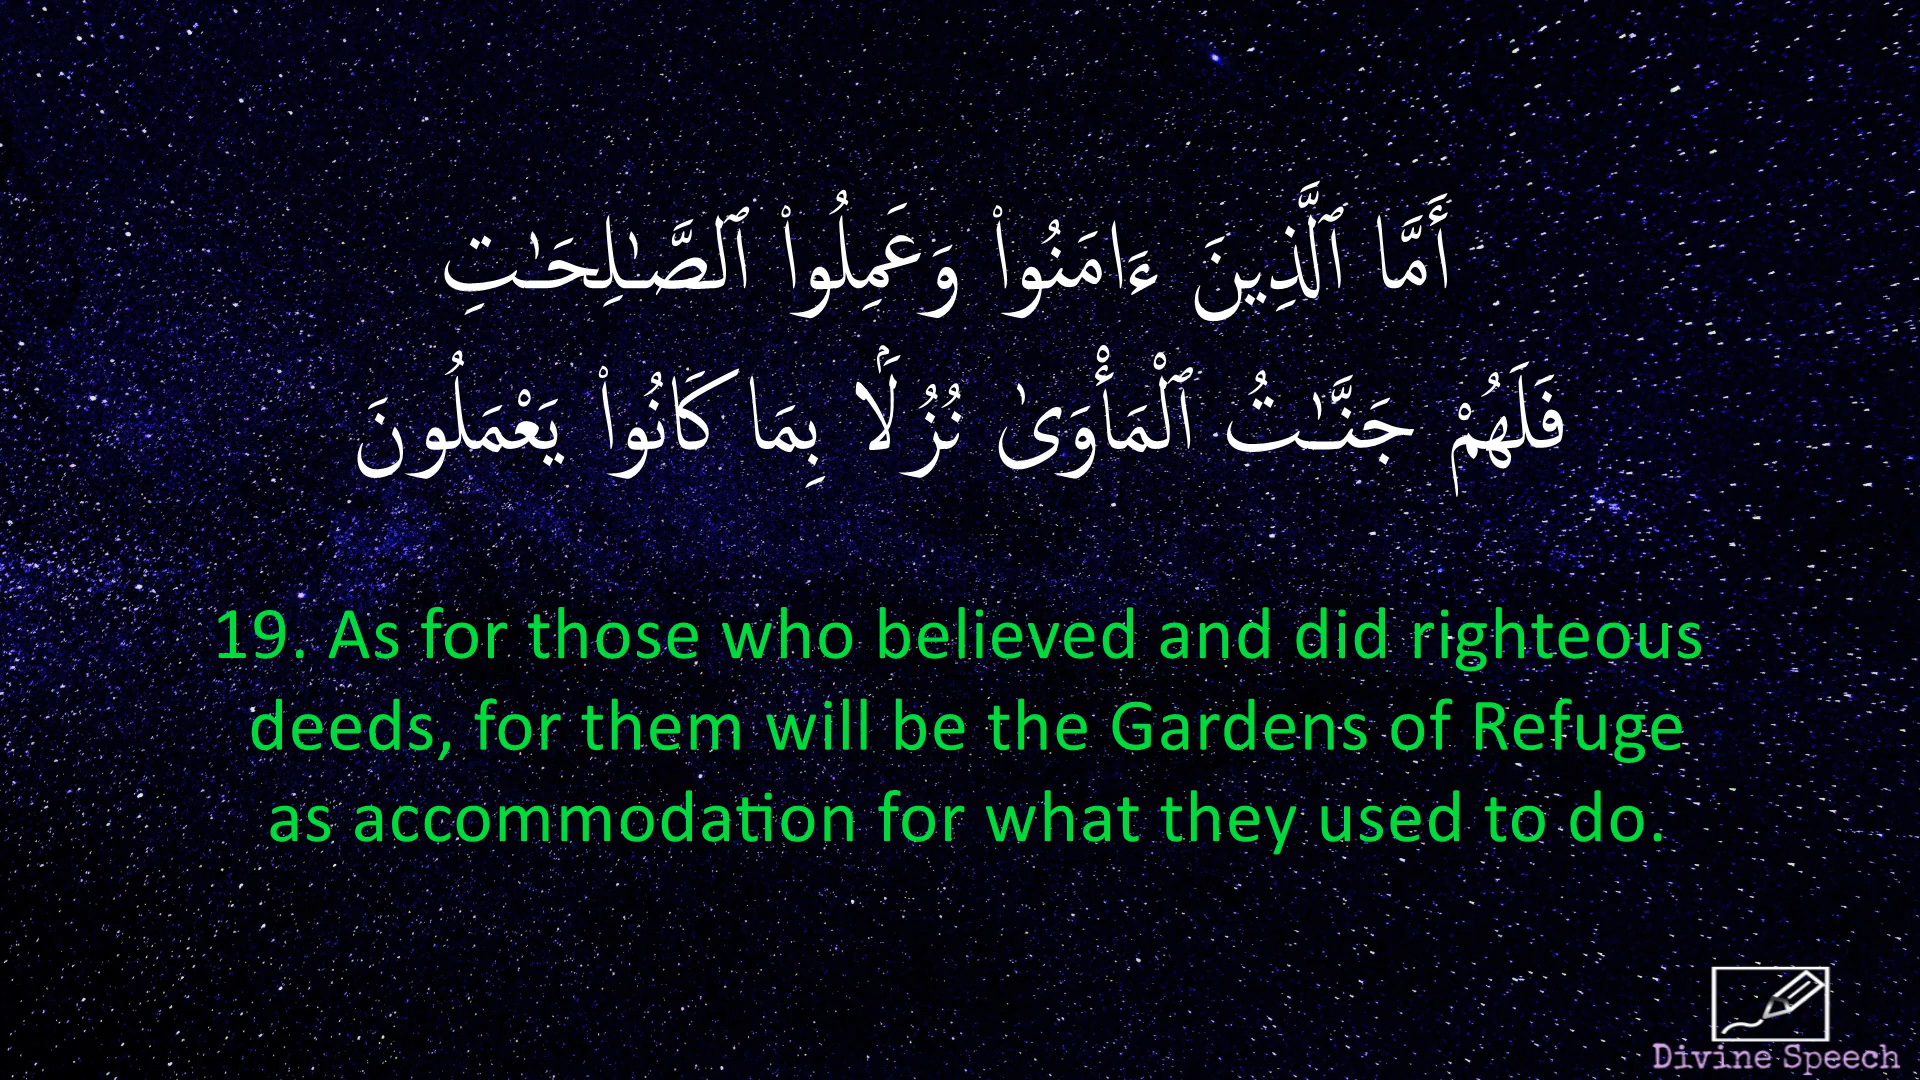 أَمَّا ٱلَّذِينَ ءَامَنُوا۟ وَعَمِلُوا۟ ٱلصَّـٰلِحَـٰتِ
فَلَهُمْ جَنَّـٰتُ ٱلْمَأْوَىٰ نُزُلًۢا بِمَا كَانُوا۟ يَعْمَلُونَ
19. As for those who believed and did righteous
deeds, for them will be the Gardens of Refuge
as accommodation for what they used to do.
Divine Speech